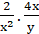 2/x² · 4x/y